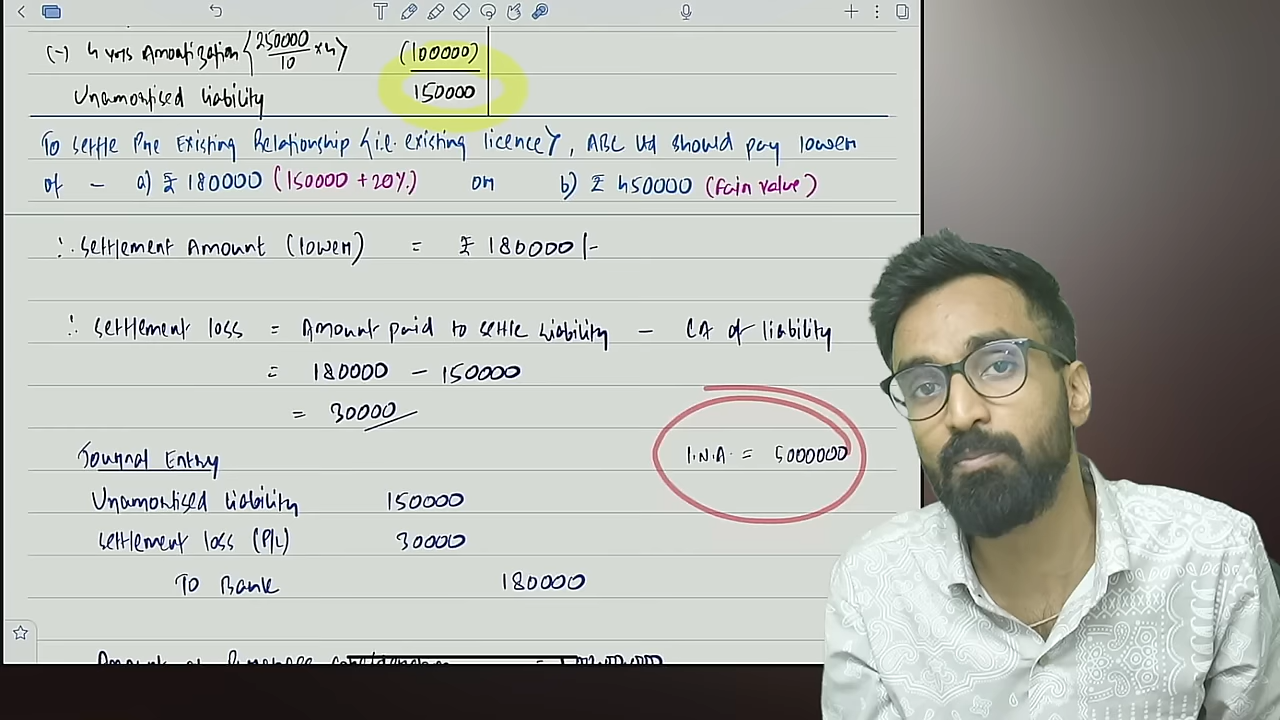 (-) 4 yrs Amortization {250000/10 × 4} (100000)
Unamortised liability 150000
To settle Pre Existing Relationship {i.e. existing licence}, ABC Ltd should pay lower
of - a) ₹ 180000 (150000 + 20%) or b) ₹ 450000 (Fair value)
∴ Settlement Amount (lower) = ₹ 180000/-
∴ Settlement loss = Amount paid to settle liability - CA of liability
= 180000 - 150000
= 30000
Journal Entry I.N.A. = 5000000
Unamortised liability 150000
Settlement loss (P/L) 30000
To Bank 180000